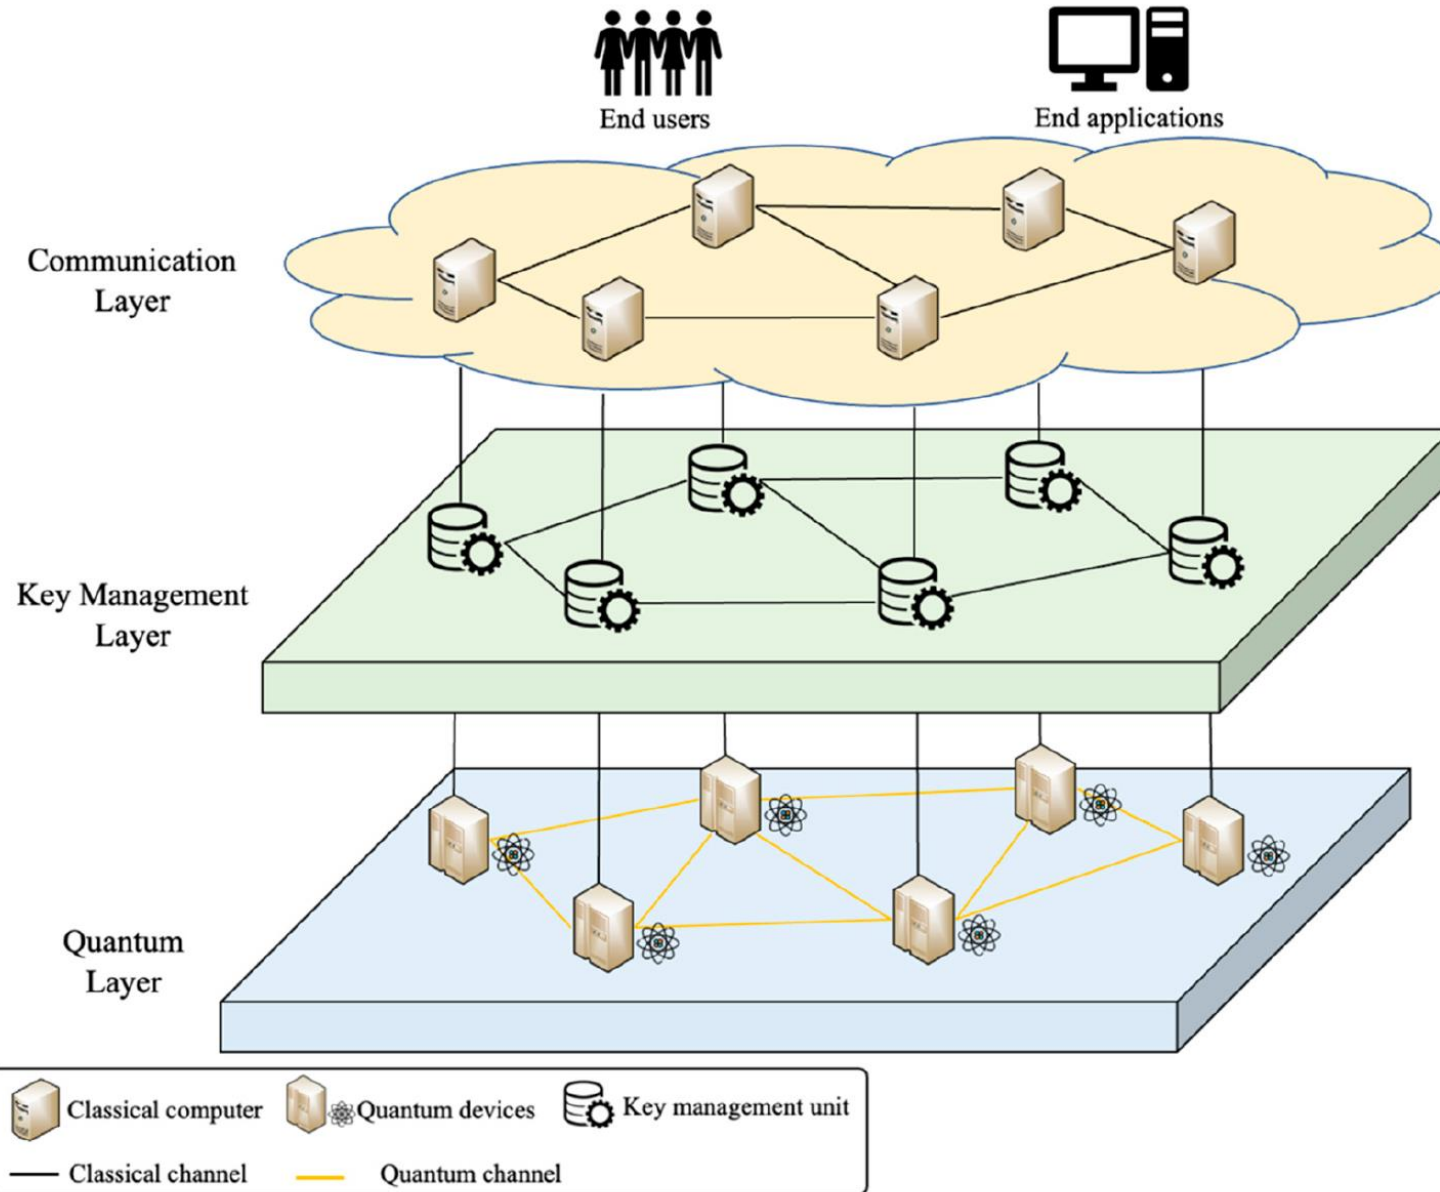 End users
End applications
Communication
Layer
Key Management
Layer
Quantum
Layer
Classical computer
Quantum devices
Key management unit
Classical channel
Quantum channel